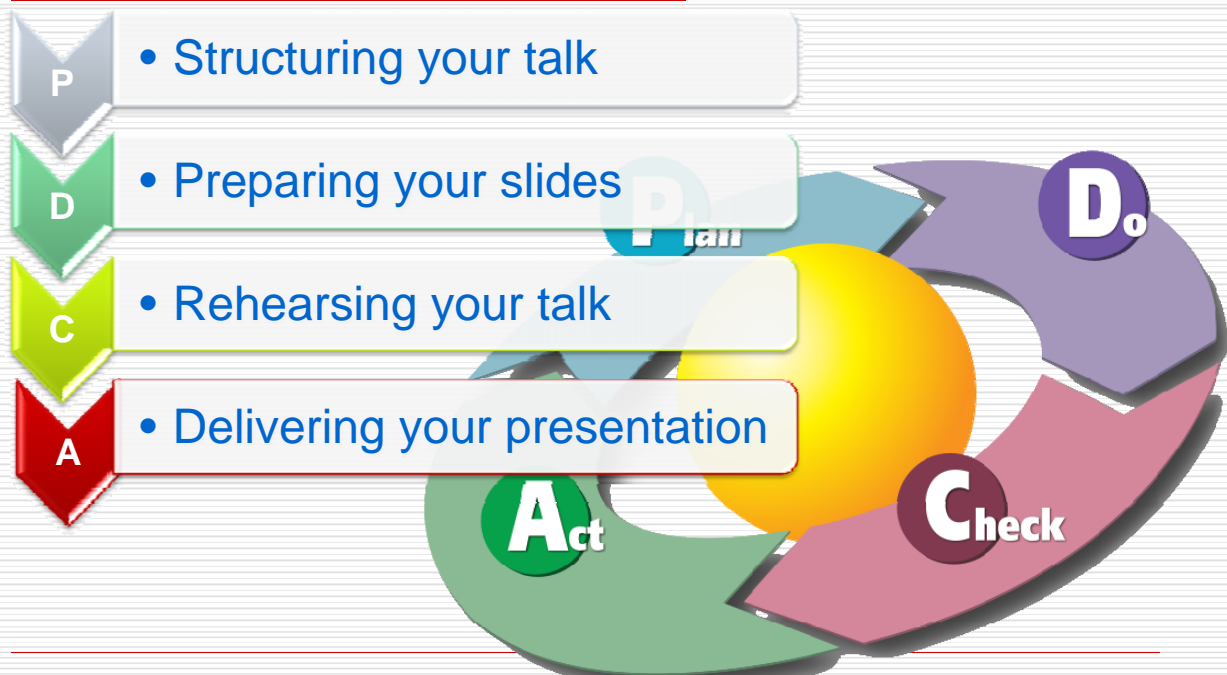 P • Structuring your talk
D • Preparing your slides
C • Rehearsing your talk
A • Delivering your presentation
Plan
Do
Check
Act